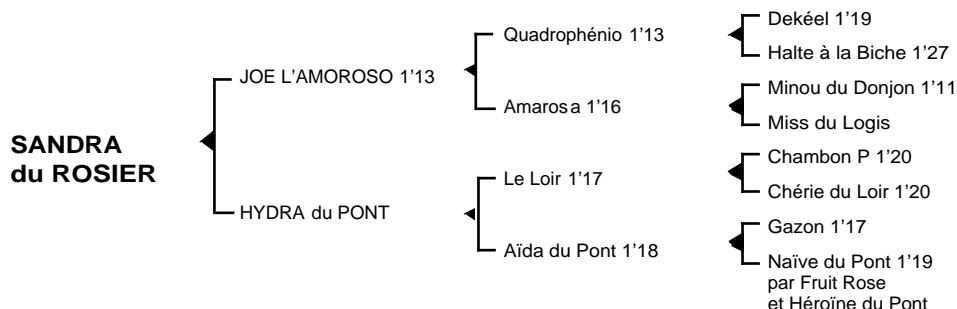 Dekéel 1'19
Quadrophénio 1'13
Halte à la Biche 1'27
JOE L'AMOROSO 1'13
Minou du Donjon 1'11
Amarosa 1'16
Miss du Logis
SANDRA
du ROSIER
Chambon P 1'20
Le Loir 1'17
Chérie du Loir 1'20
HYDRA du PONT
Gazon 1'17
Aïda du Pont 1'18
Naïve du Pont 1'19
par Fruit Rose
et Héroïne du Pont